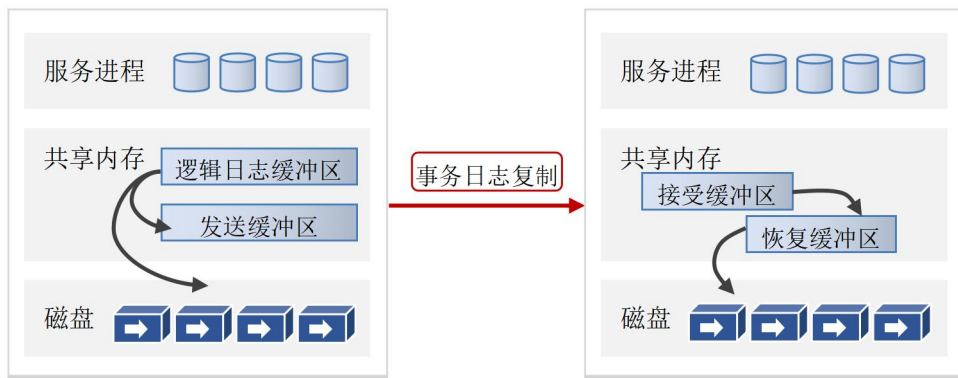 服务进程
共享内存
逻辑日志缓冲区
发送缓冲区
磁盘
事务日志复制
服务进程
共享内存
接受缓冲区
恢复缓冲区
磁盘